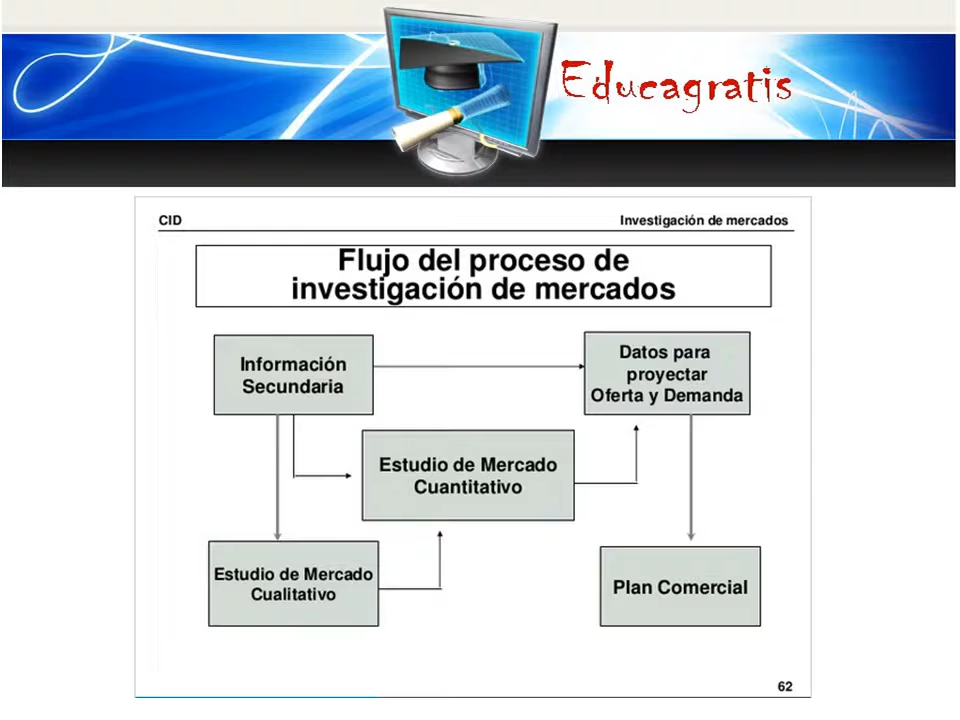 Educagratis
CID
Investigación de mercados
Flujo del proceso de
investigación de mercados
Información
Secundaria
Datos para
proyectar
Oferta y Demanda
Estudio de Mercado
Cuantitativo
Estudio de Mercado
Cualitativo
Plan Comercial
62